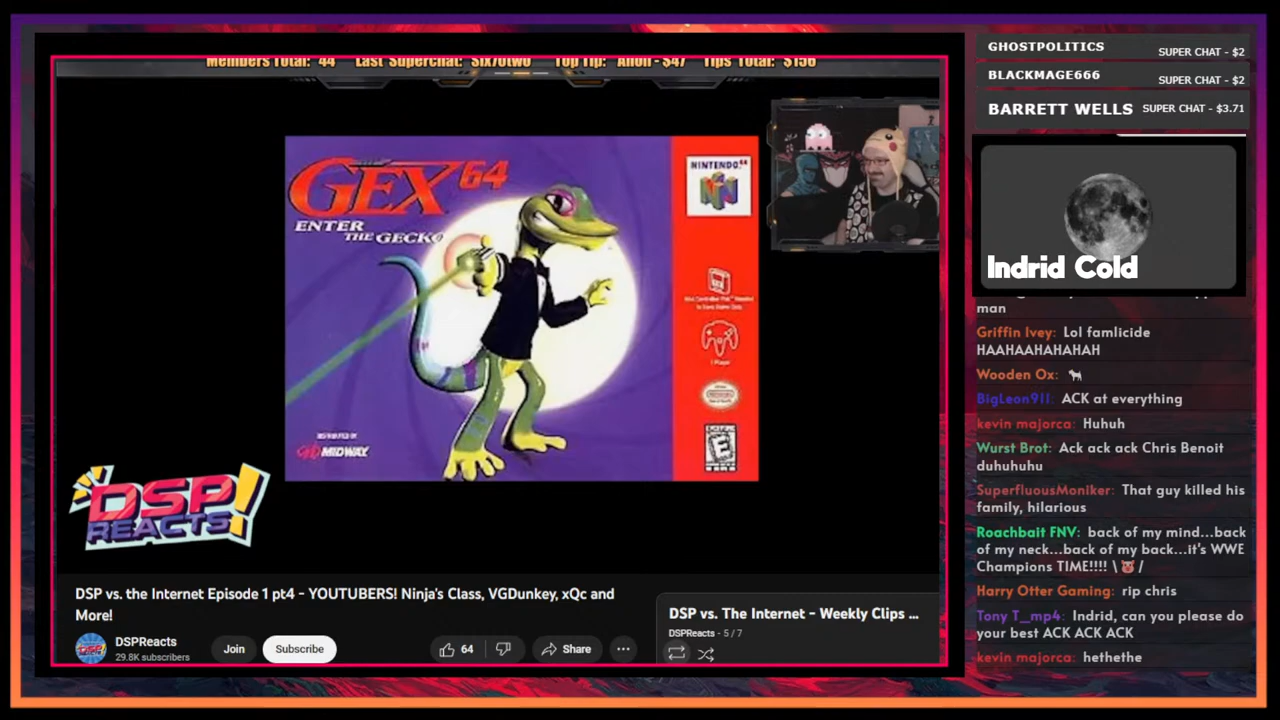 Members Total: 44 Last Superchat: Six7otwo Top Tip: Anon - $47 Tips Total: $156
GEX 64
ENTER
THE GECKO
NINTENDO 64
N
DISTRIBUTED BY
MIDWAY
1 Player
EVERYONE
E
DSP
REACTS!
DSP vs. the Internet Episode 1 pt4 - YOUTUBERS! Ninja's Class, VGDunkey, xQc and
More!
DSPReacts
29.8K subscribers
Join
Subscribe
64
Share
DSP vs. The Internet - Weekly Clips ...
DSPReacts - 5 / 7
GHOSTPOLITICS SUPER CHAT - $2
BLACKMAGE666 SUPER CHAT - $2
BARRETT WELLS SUPER CHAT - $3.71
Indrid Cold
man
Griffin Ivey: Lol famlicide
HAAHAAHAHAHAH
Wooden Ox:
BigLeon911: ACK at everything
kevin majorca: Huhuh
Wurst Brot: Ack ack ack Chris Benoit
duhuhuhu
SuperfluousMoniker: That guy killed his
family, hilarious
Roachbait FNV: back of my mind...back
of my neck...back of my back...it's WWE
Champions TIME!!!! \ /
Harry Otter Gaming: rip chris
Tony T_mp4: Indrid, can you please do
your best ACK ACK ACK
kevin majorca: hethethe